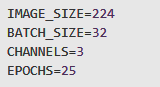 IMAGE_SIZE=224
BATCH_SIZE=32
CHANNELS=3
EPOCHS=25